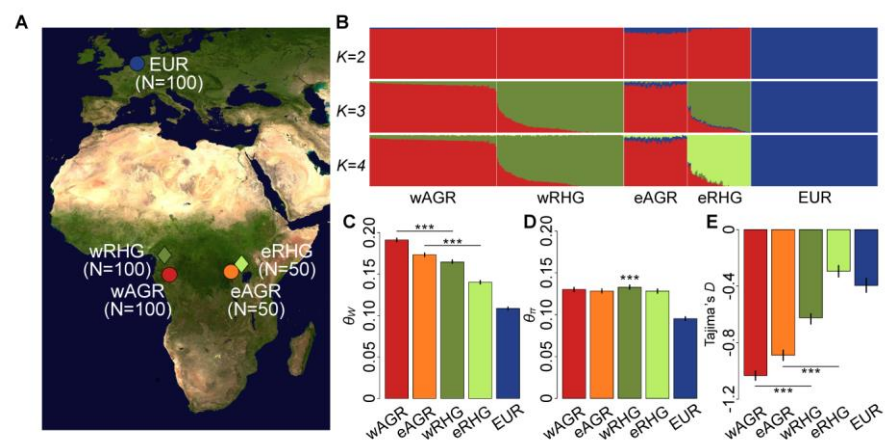 A
EUR
(N=100)
wRHG
(N=100)
wAGR
(N=100)
eRHG
(N=50)
eAGR
(N=50)
B
K=2
K=3
K=4
wAGR wRHG eAGR eRHG EUR
C
θW
0.20
0.15
0.10
0.05
0
***
***
wAGR
eAGR
wRHG
eRHG
EUR
D
θπ
0.20
0.15
0.10
0.05
0
***
wAGR
eAGR
wRHG
eRHG
EUR
E
Tajima's D
0
-0.4
-0.8
-1.2
***
***
wAGR
eAGR
wRHG
eRHG
EUR